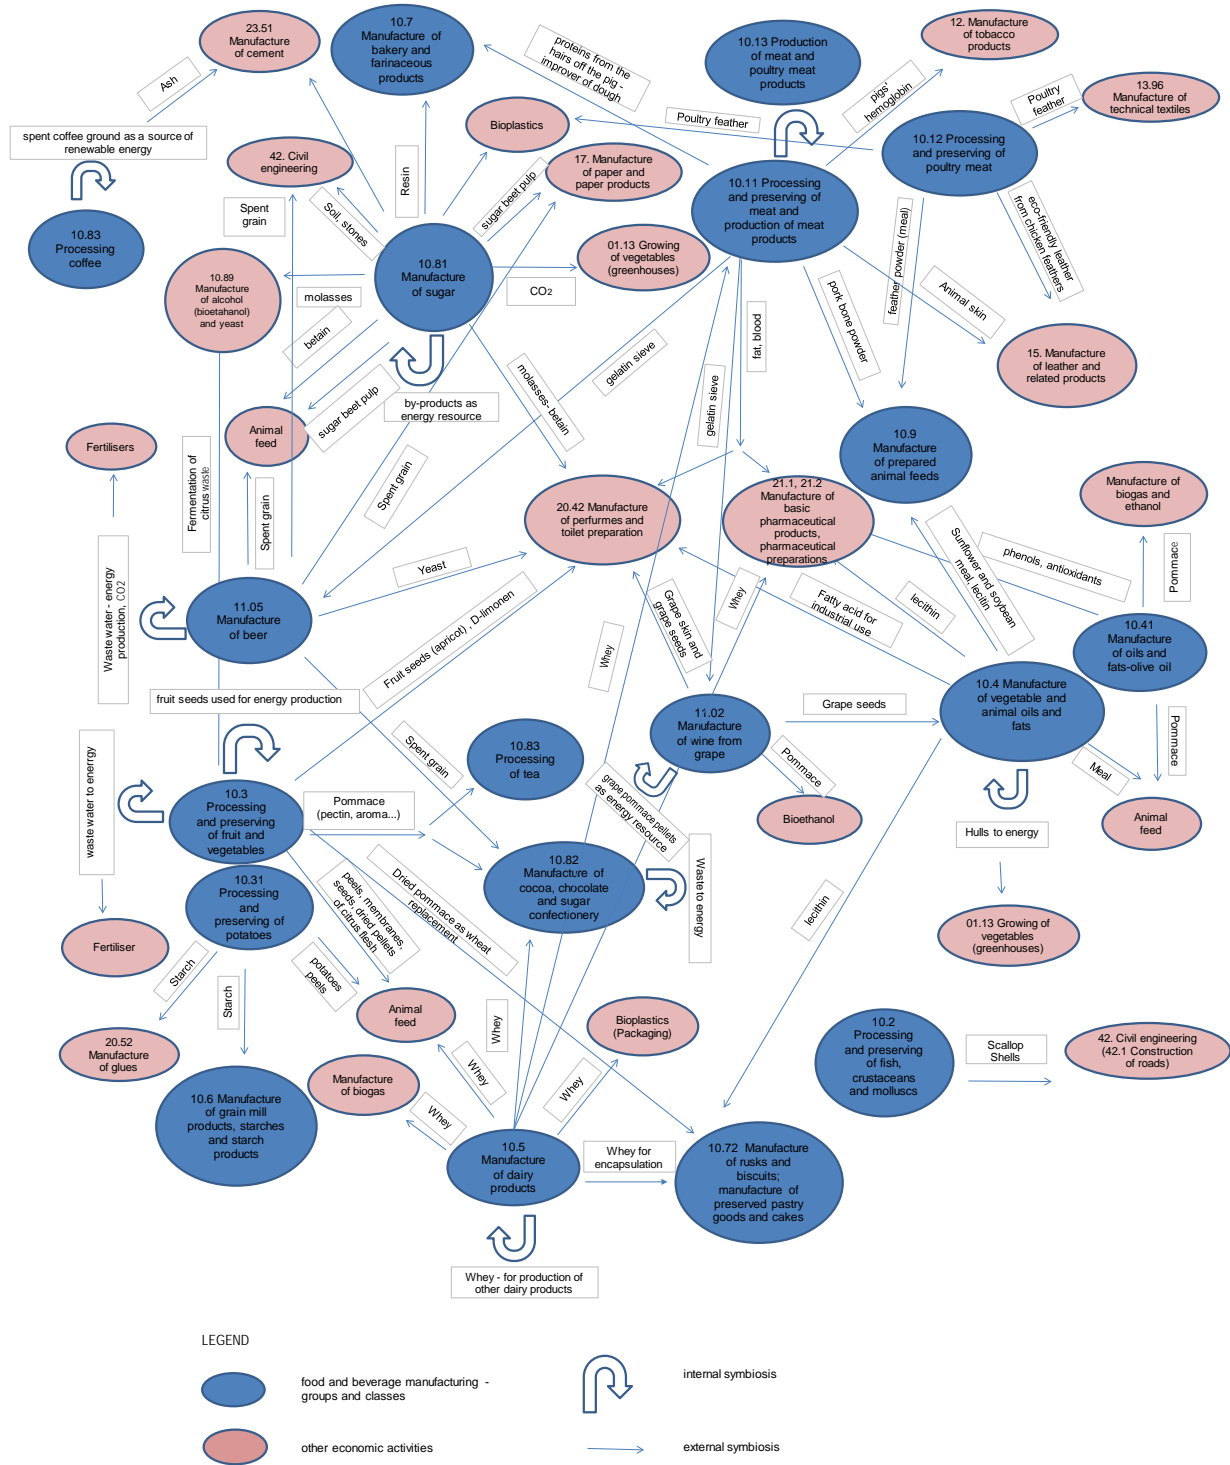 23.51
Manufacture
of cement
10.7
Manufacture of
bakery and
farinaceous
products
proteins from the
hairs off the pig -
improver of dough
10.13 Production
of meat and
poultry meat
products
12. Manufacture
of tobacco
products
13.96
Manufacture of
technical textiles
Ash
pigs'
hemoglobin
Poultry
feather
spent coffee ground as a source of
renewable energy
Bioplastics
Poultry feather
10.12 Processing
and preserving of
poultry meat
42. Civil
engineering
Resin
17. Manufacture
of paper and
paper products
10.11 Processing
and preserving of
meat and
production of meat
products
Spent
grain
Soil, stones
sugar beet pulp
feather powder (meal)
eco-friendly leather
from chicken feathers
10.83
Processing
coffee
10.81
Manufacture
of sugar
01.13 Growing of
vegetables
(greenhouses)
10.89
Manufacture
of alcohol
(bioetahanol)
and yeast
molasses
CO2
betain
fat, blood
pork bone powder
Animal skin
gelatin sieve
15. Manufacture
of leather and
related products
molasses- betain
gelatin sieve
by-products as
energy resource
sugar beet pulp
Fertilisers
Animal
feed
10.9
Manufacture
of prepared
animal feeds
Fermentation of
citrus waste
Spent grain
Spent grain
20.42 Manufacture
of perfurmes and
toilet preparation
21.1, 21.2
Manufacture of
basic
pharmaceutical
products,
pharmaceutical
preparations
Manufacture of
biogas and
ethanol
Sunflower and soybean
meal, lecitin
phenols, antioxidants
Pommace
Yeast
Whey
Waste water - energy
production, CO2
11.05
Manufacture
of beer
Grape skin and
grape seeds
Fatty acid for
industrial use
lecithin
10.41
Manufacture
of oils and
fats-olive oil
Whey
Fruit seeds (apricot) , D-limonen
fruit seeds used for energy production
11.02
Manufacture
of wine from
grape
Grape seeds
10.4 Manufacture
of vegetable and
animal oils and
fats
Spent grain
10.83
Processing
of tea
Pommace
Pommace
Meal
waste water to enerrgy
10.3
Processing
and preserving
of fruit and
vegetables
Pommace
(pectin, aroma...)
grape pommace pellets
as energy resource
Bioethanol
Animal
feed
Hulls to energy
10.82
Manufacture of
cocoa, chocolate
and sugar
confectionery
Waste to energy
10.31
Processing
and
preserving of
potatoes
peels, membranes,
seeds, dried pellets
of citrus flesh
Dried pommace as wheat
replacement
lecithin
01.13 Growing of
vegetables
(greenhouses)
Fertiliser
Starch
Starch
potatoes
peels
Animal
feed
Whey
Bioplastics
(Packaging)
20.52
Manufacture
of glues
Manufacture
of biogas
Whey
Whey
Whey
10.2
Processing
and preserving
of fish,
crustaceans
and molluscs
Scallop
Shells
42. Civil engineering
(42.1 Construction
of roads)
10.6 Manufacture
of grain mill
products, starches
and starch
products
10.5
Manufacture
of dairy
products
Whey for
encapsulation
10.72 Manufacture
of rusks and
biscuits;
manufacture of
preserved pastry
goods and cakes
Whey - for production of
other dairy products
LEGEND
food and beverage manufacturing -
groups and classes
internal symbiosis
other economic activities
external symbiosis